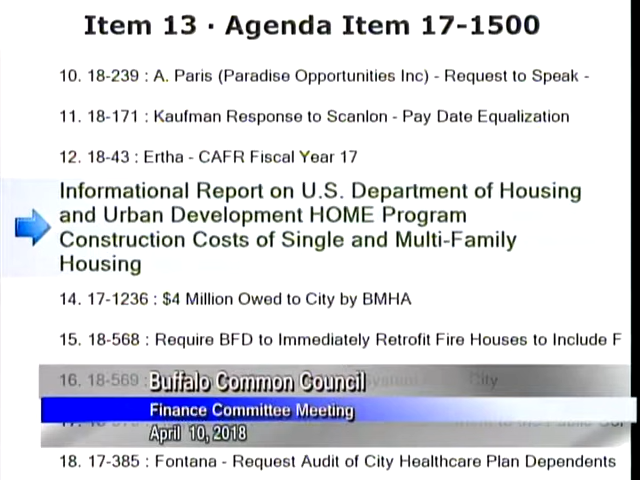 Item 13 · Agenda Item 17-1500
10. 18-239 : A. Paris (Paradise Opportunities Inc) - Request to Speak -
11. 18-171 : Kaufman Response to Scanlon - Pay Date Equalization
12. 18-43 : Ertha - CAFR Fiscal Year 17
Informational Report on U.S. Department of Housing
and Urban Development HOME Program
Construction Costs of Single and Multi-Family
Housing
14. 17-1236 : $4 Million Owed to City by BMHA
15. 18-568 : Require BFD to Immediately Retrofit Fire Houses to Include F
16. 18-569 : City
Buffalo Common Council
Finance Committee Meeting
April 10, 2018
18. 17-385 : Fontana - Request Audit of City Healthcare Plan Dependents